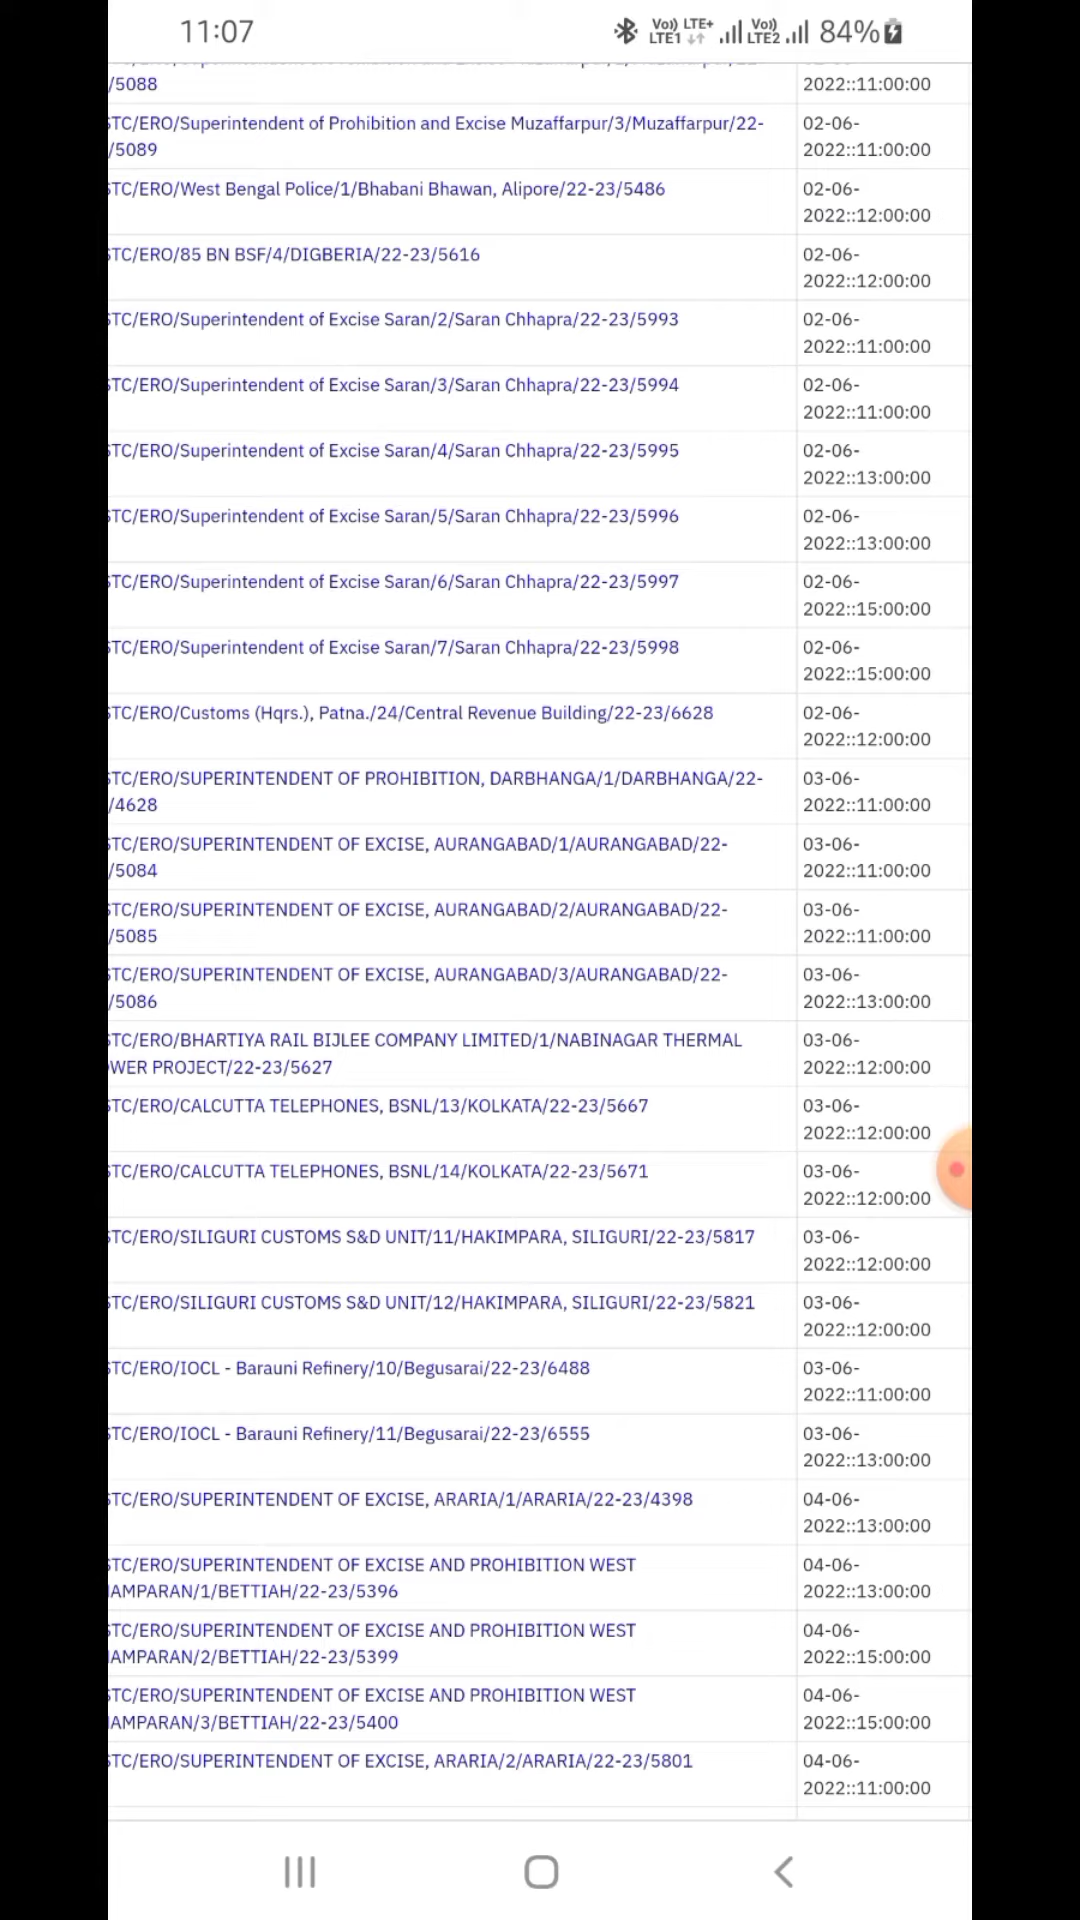 11:07
Vo)) LTE+ Vo)) 84%
LTE1 LTE2
/5088
2022::11:00:00
STC/ERO/Superintendent of Prohibition and Excise Muzaffarpur/3/Muzaffarpur/22-
02-06-
/5089
2022::11:00:00
STC/ERO/West Bengal Police/1/Bhabani Bhawan, Alipore/22-23/5486
02-06-
2022::12:00:00
STC/ERO/85 BN BSF/4/DIGBERIA/22-23/5616
02-06-
2022::12:00:00
STC/ERO/Superintendent of Excise Saran/2/Saran Chhapra/22-23/5993
02-06-
2022::11:00:00
STC/ERO/Superintendent of Excise Saran/3/Saran Chhapra/22-23/5994
02-06-
2022::11:00:00
STC/ERO/Superintendent of Excise Saran/4/Saran Chhapra/22-23/5995
02-06-
2022::13:00:00
STC/ERO/Superintendent of Excise Saran/5/Saran Chhapra/22-23/5996
02-06-
2022::13:00:00
STC/ERO/Superintendent of Excise Saran/6/Saran Chhapra/22-23/5997
02-06-
2022::15:00:00
STC/ERO/Superintendent of Excise Saran/7/Saran Chhapra/22-23/5998
02-06-
2022::15:00:00
STC/ERO/Customs (Hqrs.), Patna./24/Central Revenue Building/22-23/6628
02-06-
2022::12:00:00
STC/ERO/SUPERINTENDENT OF PROHIBITION, DARBHANGA/1/DARBHANGA/22-
03-06-
/4628
2022::11:00:00
STC/ERO/SUPERINTENDENT OF EXCISE, AURANGABAD/1/AURANGABAD/22-
03-06-
/5084
2022::11:00:00
STC/ERO/SUPERINTENDENT OF EXCISE, AURANGABAD/2/AURANGABAD/22-
03-06-
/5085
2022::11:00:00
STC/ERO/SUPERINTENDENT OF EXCISE, AURANGABAD/3/AURANGABAD/22-
03-06-
/5086
2022::13:00:00
STC/ERO/BHARTIYA RAIL BIJLEE COMPANY LIMITED/1/NABINAGAR THERMAL
03-06-
WER PROJECT/22-23/5627
2022::12:00:00
STC/ERO/CALCUTTA TELEPHONES, BSNL/13/KOLKATA/22-23/5667
03-06-
2022::12:00:00
STC/ERO/CALCUTTA TELEPHONES, BSNL/14/KOLKATA/22-23/5671
03-06-
2022::12:00:00
STC/ERO/SILIGURI CUSTOMS S&D UNIT/11/HAKIMPARA, SILIGURI/22-23/5817
03-06-
2022::12:00:00
STC/ERO/SILIGURI CUSTOMS S&D UNIT/12/HAKIMPARA, SILIGURI/22-23/5821
03-06-
2022::12:00:00
STC/ERO/IOCL - Barauni Refinery/10/Begusarai/22-23/6488
03-06-
2022::11:00:00
STC/ERO/IOCL - Barauni Refinery/11/Begusarai/22-23/6555
03-06-
2022::13:00:00
STC/ERO/SUPERINTENDENT OF EXCISE, ARARIA/1/ARARIA/22-23/4398
04-06-
2022::13:00:00
STC/ERO/SUPERINTENDENT OF EXCISE AND PROHIBITION WEST
04-06-
AMPARAN/1/BETTIAH/22-23/5396
2022::13:00:00
STC/ERO/SUPERINTENDENT OF EXCISE AND PROHIBITION WEST
04-06-
AMPARAN/2/BETTIAH/22-23/5399
2022::15:00:00
STC/ERO/SUPERINTENDENT OF EXCISE AND PROHIBITION WEST
04-06-
AMPARAN/3/BETTIAH/22-23/5400
2022::15:00:00
STC/ERO/SUPERINTENDENT OF EXCISE, ARARIA/2/ARARIA/22-23/5801
04-06-
2022::11:00:00